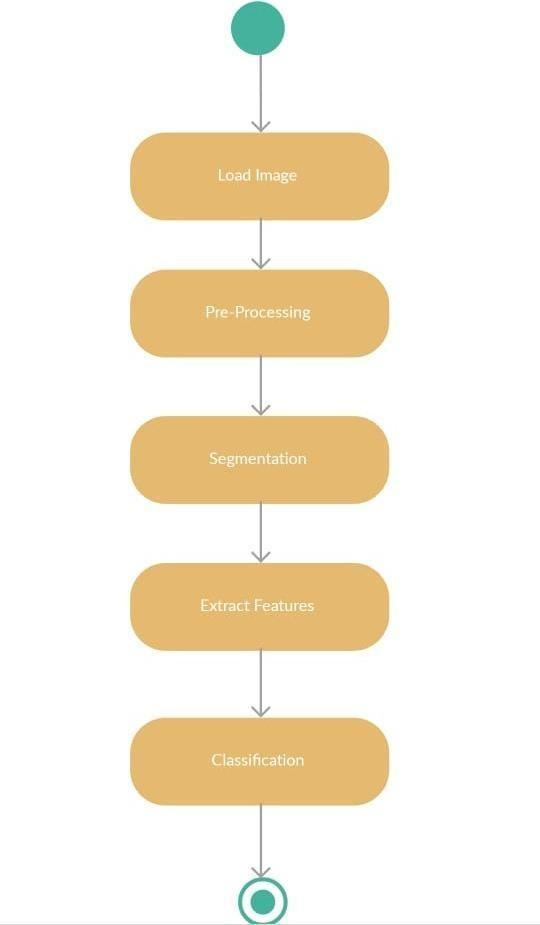 Load Image
Pre-Processing
Segmentation
Extract Features
Classification